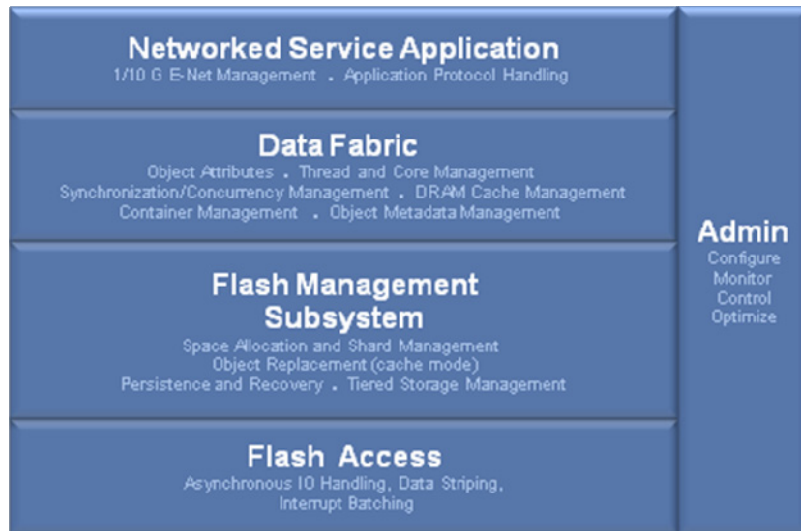 Networked Service Application
1/10 G E-Net Management . Application Protocol Handling
Data Fabric
Object Attributes . Thread and Core Management
Synchronization/Concurrency Management . DRAM Cache Management
Container Management . Object Metadata Management
Flash Management
Subsystem
Space Allocation and Shard Management
Object Replacement (cache mode)
Persistence and Recovery . Tiered Storage Management
Flash Access
Asynchronous IO Handling, Data Striping,
Interrupt Batching
Admin
Configure
Monitor
Control
Optimize